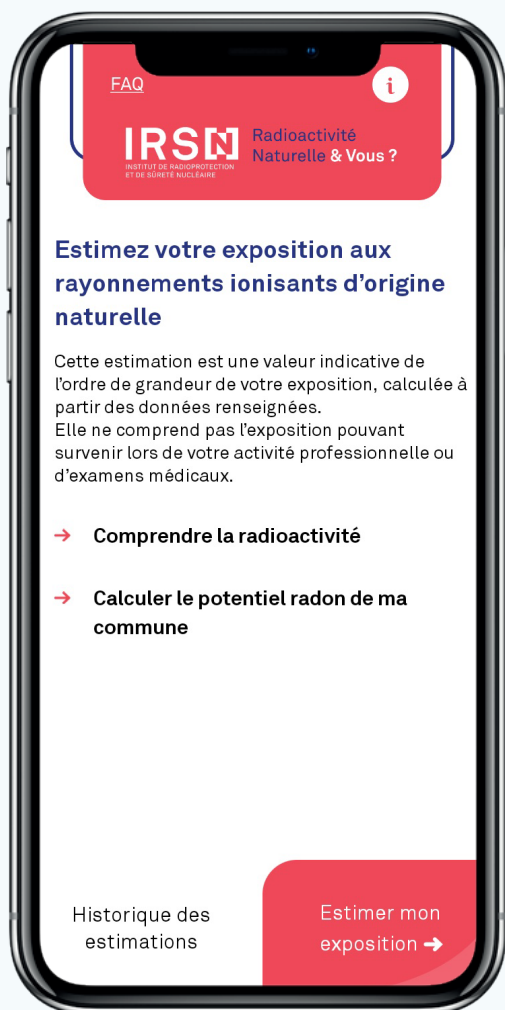 FAQ
i
IRSN
INSTITUT DE RADIOPROTECTION
ET DE SÛRETÉ NUCLÉAIRE
Radioactivité
Naturelle & Vous ?
Estimez votre exposition aux
rayonnements ionisants d’origine
naturelle
Cette estimation est une valeur indicative de
l’ordre de grandeur de votre exposition, calculée à
partir des données renseignées.
Elle ne comprend pas l’exposition pouvant
survenir lors de votre activité professionnelle ou
d’examens médicaux.
→ Comprendre la radioactivité
→ Calculer le potentiel radon de ma
commune
Historique des
estimations
Estimer mon
exposition →